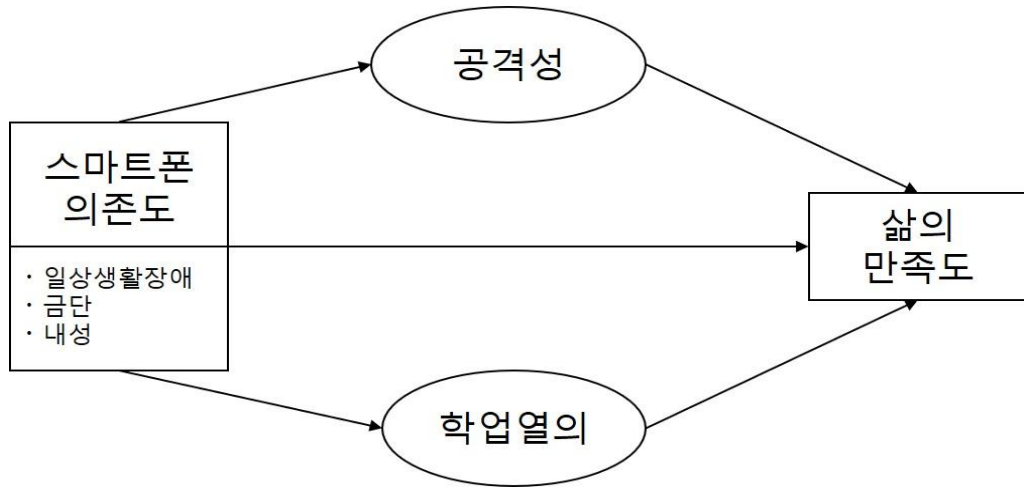 공격성
스마트폰
의존도
· 일상생활장애
· 금단
· 내성
삶의
만족도
학업열의